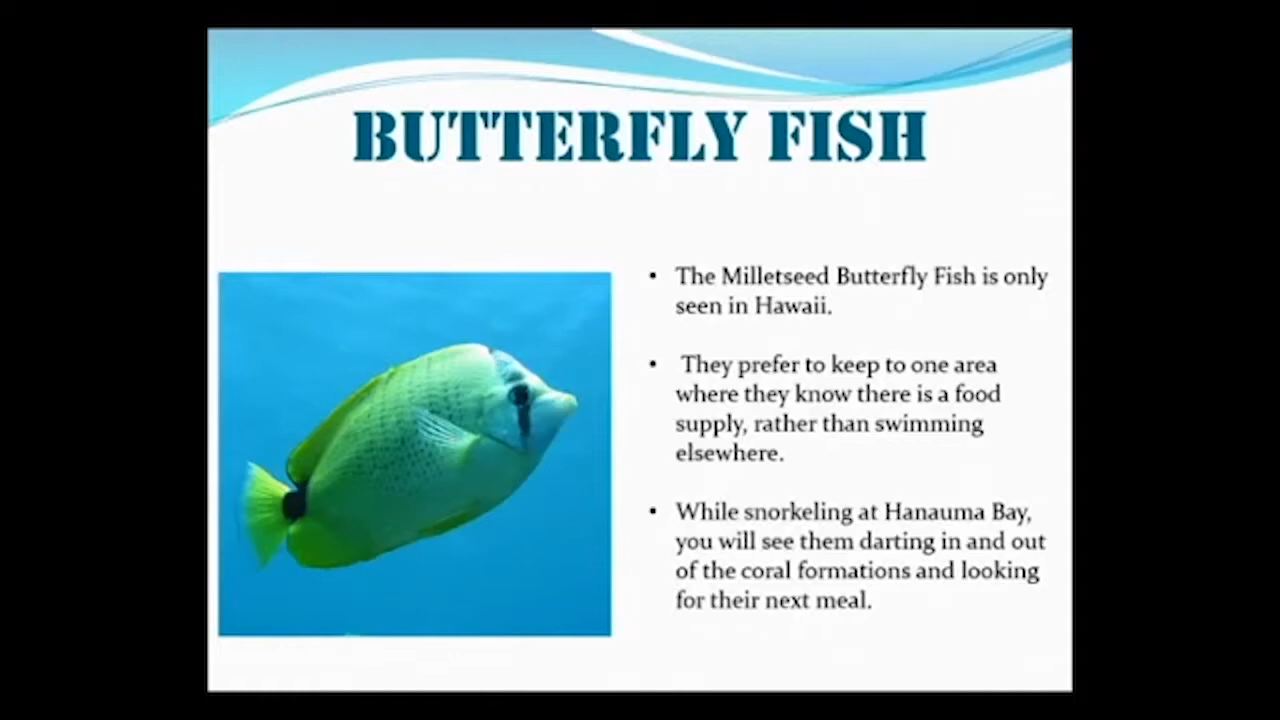 BUTTERFLY FISH
• The Milletseed Butterfly Fish is only
seen in Hawaii.
• They prefer to keep to one area
where they know there is a food
supply, rather than swimming
elsewhere.
• While snorkeling at Hanauma Bay,
you will see them darting in and out
of the coral formations and looking
for their next meal.